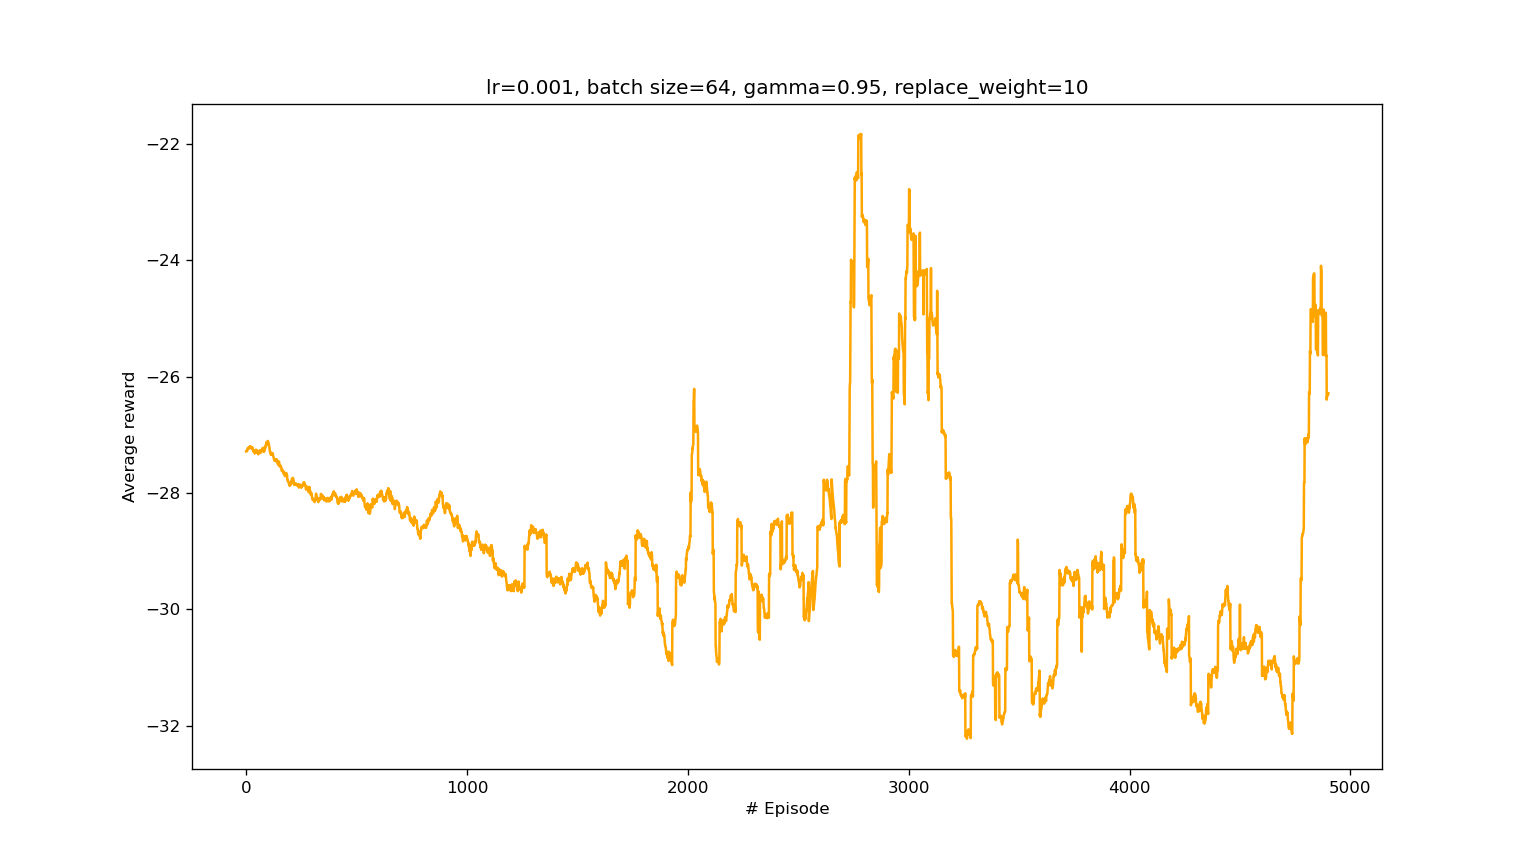 lr=0.001, batch size=64, gamma=0.95, replace_weight=10
Average reward
−22
−24
−26
−28
−30
−32
0 1000 2000 3000 4000 5000
# Episode